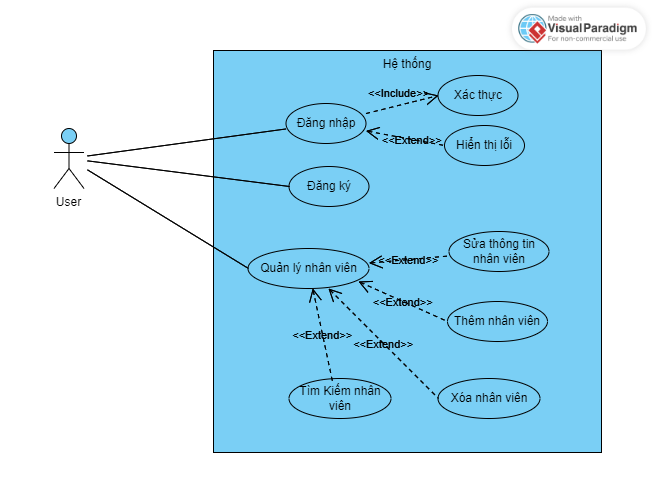 Made with
Visual Paradigm
For non-commercial use
Hệ thống
<<Include>>
Xác thực
Đăng nhập
<<Extend>>
Hiển thị lỗi
User
Đăng ký
Sửa thông tin
nhân viên
<<Extend>>
Quản lý nhân viên
<<Extend>>
Thêm nhân viên
<<Extend>>
<<Extend>>
Tìm Kiếm nhân
viên
Xóa nhân viên